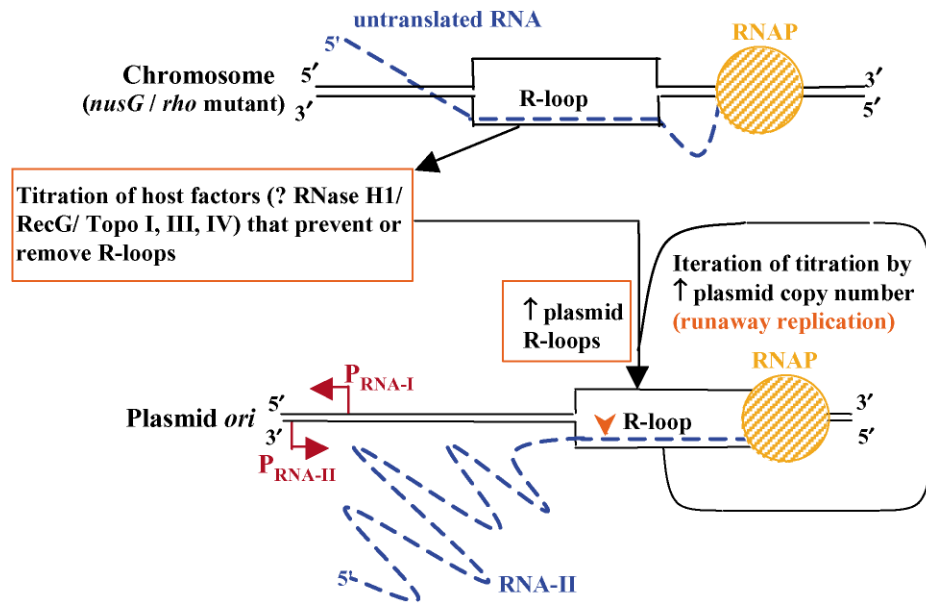 untranslated RNA
RNAP
5'
5′
3′
Chromosome
(nusG / rho mutant)
R-loop
3′
5′
Titration of host factors (? RNase H1/
RecG/ Topo I, III, IV) that prevent or
remove R-loops
Iteration of titration by
↑ plasmid copy number
(runaway replication)
↑ plasmid
R-loops
RNAP
PRNA-I
5′
3′
Plasmid ori
R-loop
3′
5′
PRNA-II
RNA-II
5'